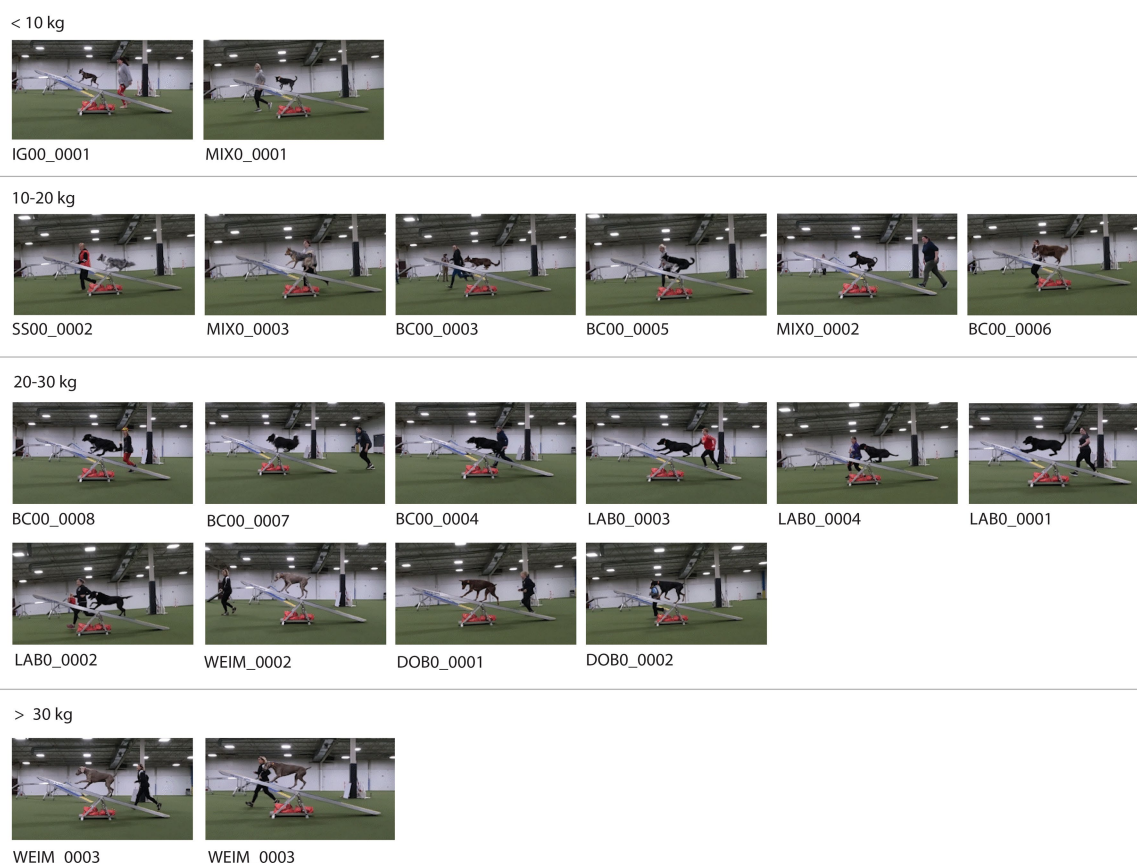 < 10 kg
IG00_0001 MIX0_0001
10-20 kg
SS00_0002 MIX0_0003 BC00_0003 BC00_0005 MIX0_0002 BC00_0006
20-30 kg
BC00_0008 BC00_0007 BC00_0004 LAB0_0003 LAB0_0004 LAB0_0001
LAB0_0002 WEIM_0002 DOB0_0001 DOB0_0002
> 30 kg
WEIM_0003 WEIM_0003